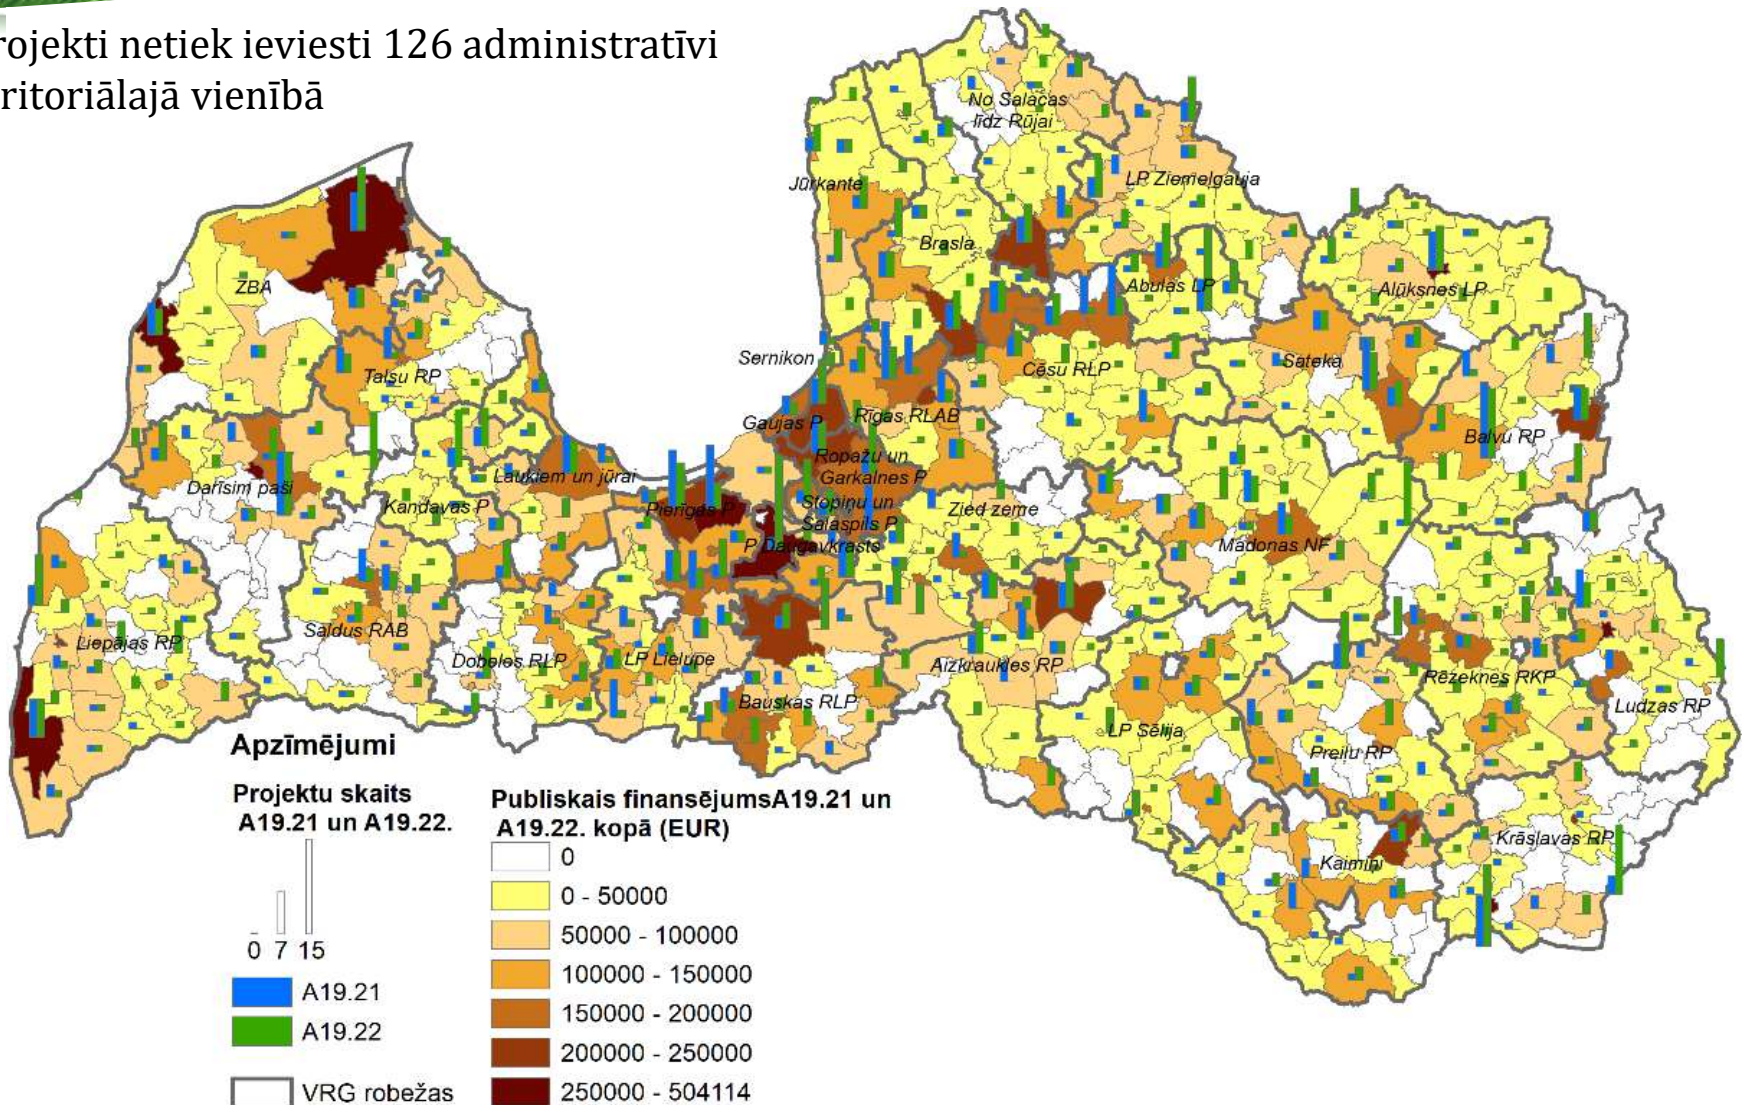 rojekti netiek ieviesti 126 administratīvi
ritoriālajā vienībā
No Salacas
līdz Rūjai
Jūrkante
LP Ziemeļgauja
Brasla
ZBA
Abulas LP
Alūksnes LP
Sernikon
Talsu RP
Cēsu RLP
Sateka
Gaujas P
Rīgas RLAB
Balvu RP
Ropažu un
Garkalnes P
Darīsim paši
Laukiem un jūrai
Kandavas P
Pierīgas P
Stopiņu un
Salaspils P
Zied zeme
P Daugavkrasts
Madonas NF
Liepājas RP
Saldus RAB
Dobeles RLP
LP Lielupe
Aizkraukles RP
Rēzeknes RKP
Bauskas RLP
Ludzas RP
LP Sēlija
Preiļu RP
Krāslavas RP
Kaimiņi
Apzīmējumi
Projektu skaits
A19.21 un A19.22.
0 7 15
A19.21
A19.22
VRG robežas
Publiskais finansējumsA19.21 un
A19.22. kopā (EUR)
0
0 - 50000
50000 - 100000
100000 - 150000
150000 - 200000
200000 - 250000
250000 - 504114